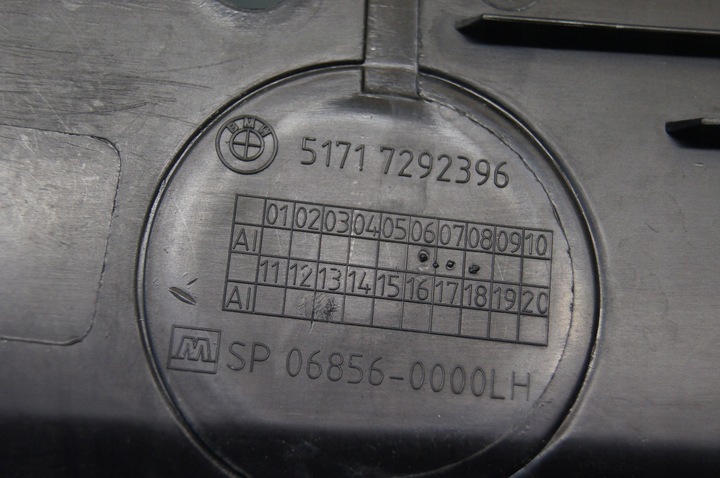 BMW
5171 7292396
01 02 03 04 05 06 07 08 09 10
AI
11 12 13 14 15 16 17 18 19 20
AI
M SP 06856-0000LH